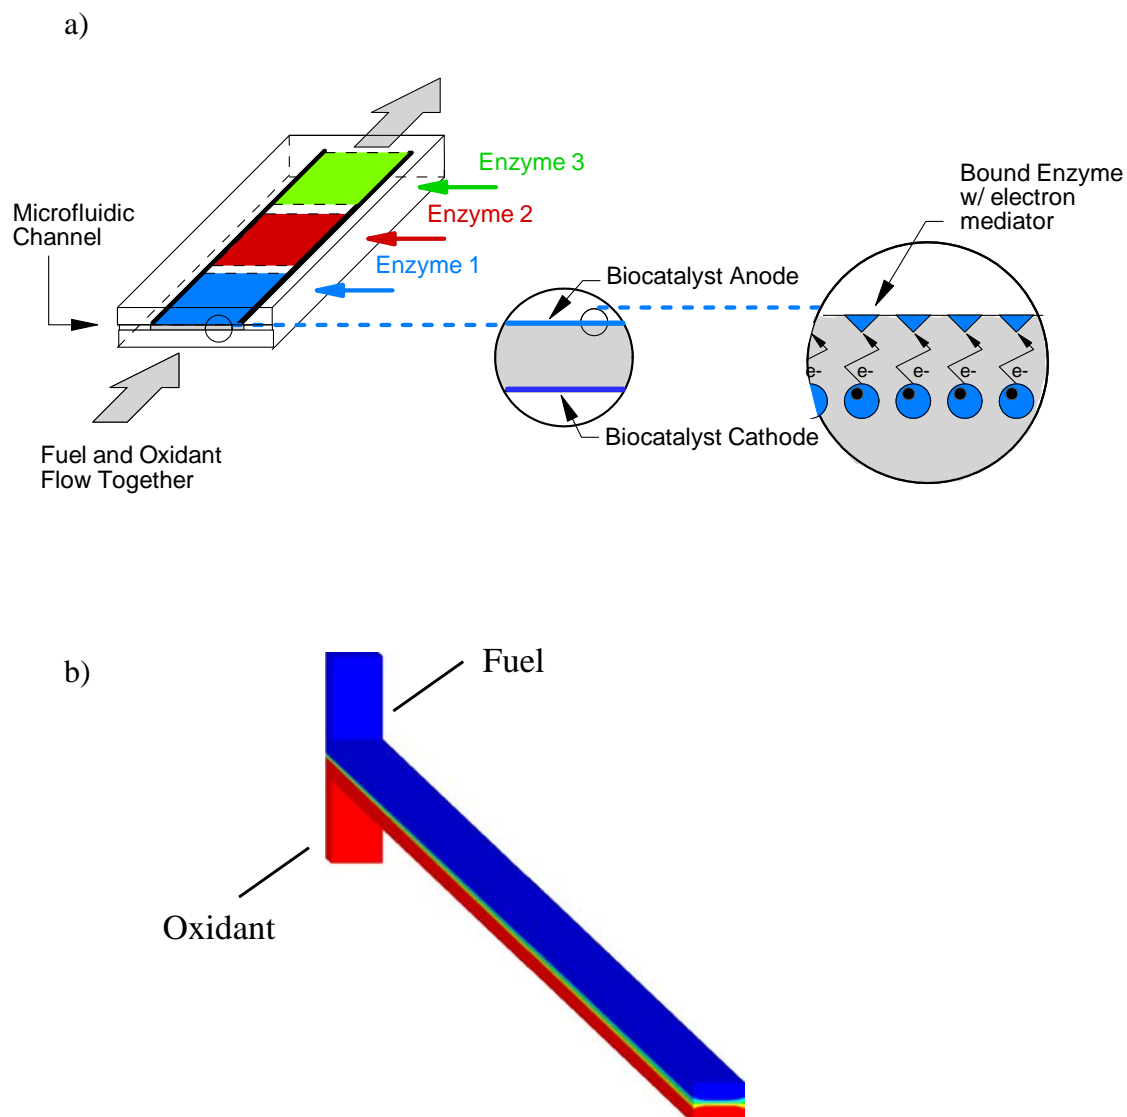 a)
Enzyme 3
Enzyme 2
Enzyme 1
Microfluidic
Channel
Fuel and Oxidant
Flow Together
Biocatalyst Anode
Biocatalyst Cathode
Bound Enzyme
w/ electron
mediator
e- e- e- e- e-
b)
Fuel
Oxidant